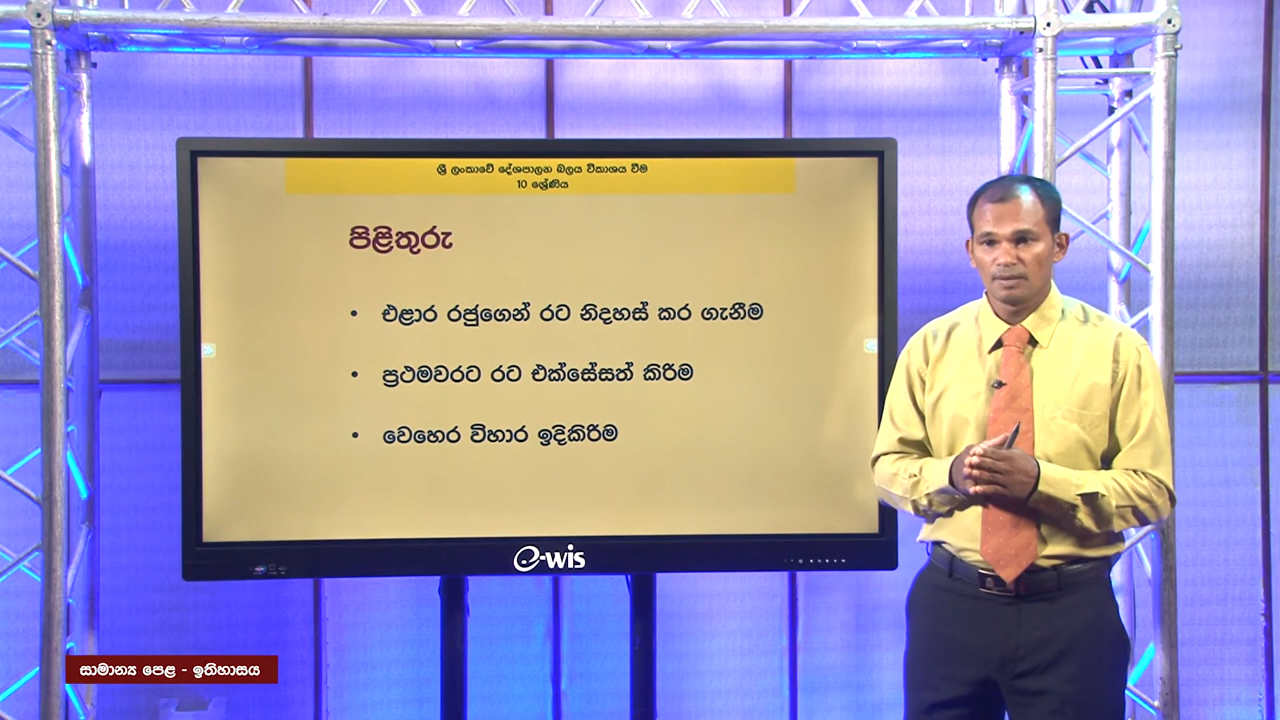 ශ්‍රී ලංකාවේ දේශපාලන බලය විකාශය වීම
10 ශ්‍රේණිය
පිළිතුරු
• එළාර රජුගෙන් රට නිදහස් කර ගැනීම
• ප්‍රථමවරට රට එක්සේසත් කිරීම
• වෙහෙර විහාර ඉදිකිරීම
e-wis
සාමාන්‍ය පෙළ - ඉතිහාසය